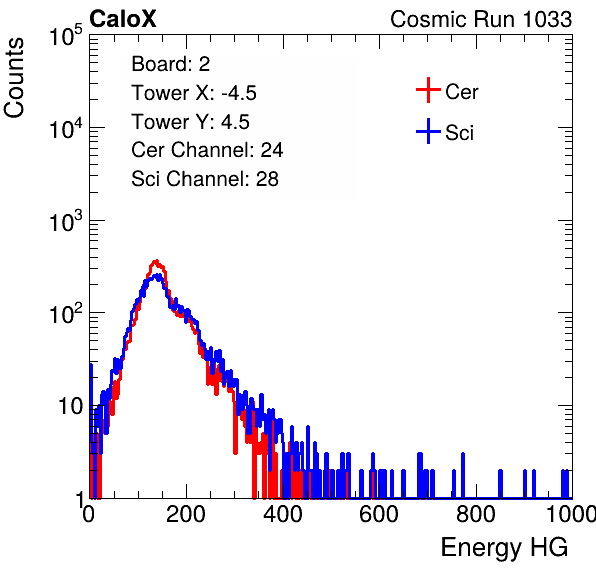 CaloX Cosmic Run 1033
Counts
10^5
10^4
10^3
10^2
10
1
Board: 2
Tower X: -4.5
Tower Y: 4.5
Cer Channel: 24
Sci Channel: 28
Cer
Sci
0 200 400 600 800 1000
Energy HG